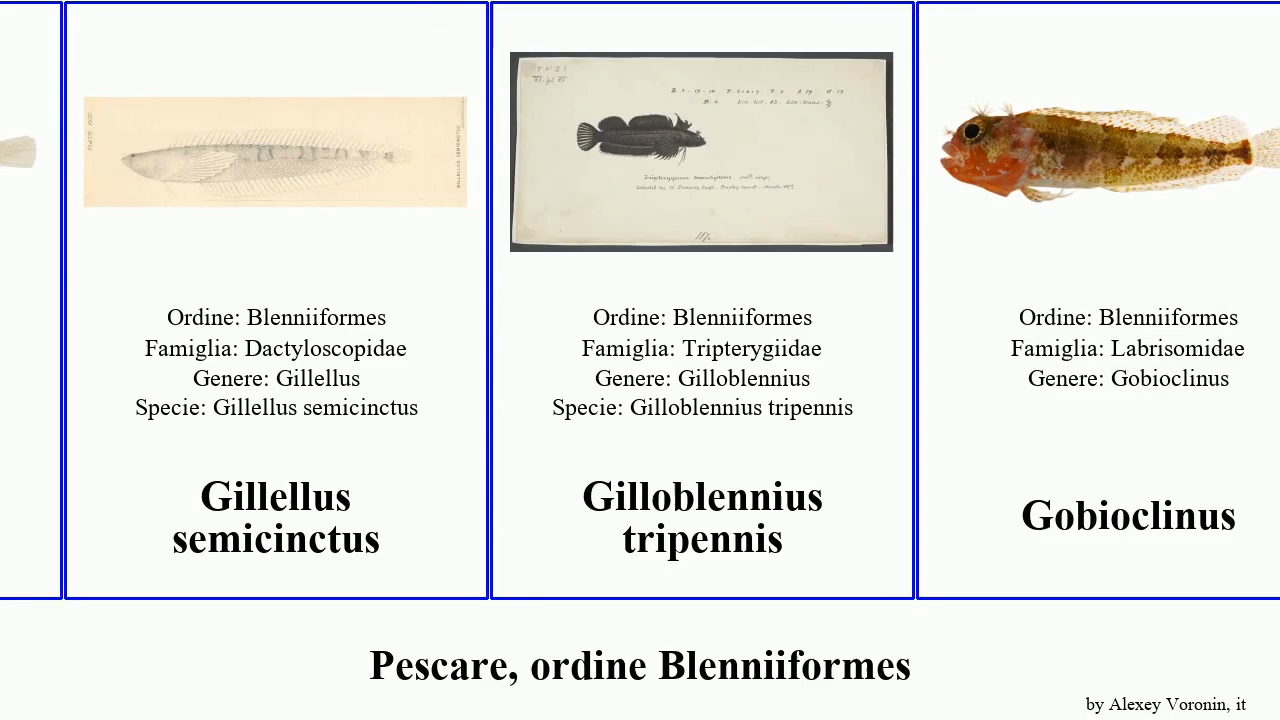 Ordine: Blenniiformes
Famiglia: Dactyloscopidae
Genere: Gillellus
Specie: Gillellus semicinctus
Gillellus
semicinctus
Ordine: Blenniiformes
Famiglia: Tripterygiidae
Genere: Gilloblennius
Specie: Gilloblennius tripennis
Gilloblennius
tripennis
Ordine: Blenniiformes
Famiglia: Labrisomidae
Genere: Gobioclinus
Gobioclinus
Pescare, ordine Blenniiformes
by Alexey Voronin, it